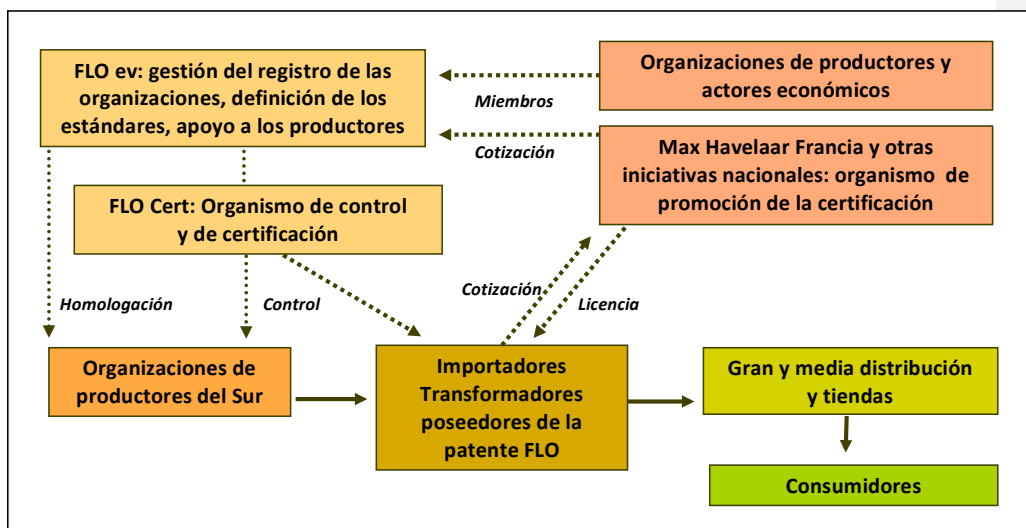 FLO ev: gestión del registro de las
organizaciones, definición de los
estándares, apoyo a los productores
Organizaciones de productores y
actores económicos
Miembros
Cotización
Max Havelaar Francia y otras
iniciativas nacionales: organismo de
promoción de la certificación
FLO Cert: Organismo de control
y de certificación
Homologación
Control
Cotización
Licencia
Organizaciones de
productores del Sur
Importadores
Transformadores
poseedores de la
patente FLO
Gran y media distribución
y tiendas
Consumidores